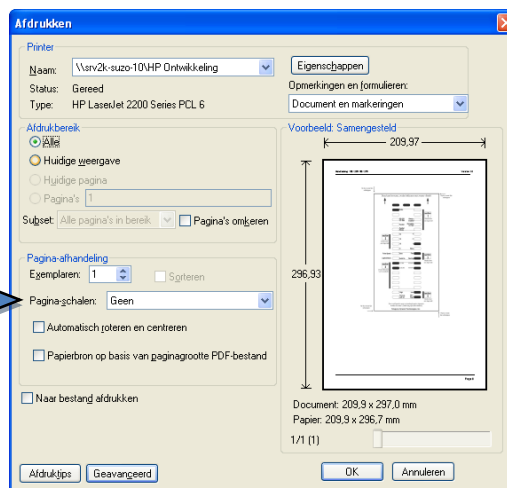 Afdrukken
Printer
Naam: \\srv2k-suzo-10\HP Ontwikkeling
Eigenschappen
Status: Gereed
Opmerkingen en formulieren:
Type: HP LaserJet 2200 Series PCL 6
Document en markeringen
Afdrukbereik
Alle
Huidige weergave
Huidige pagina
Pagina's 1
Subset: Alle pagina's in bereik
Pagina's omkeren
Voorbeeld: Samengesteld
209,97
296,93
Pagina-afhandeling
Exemplaren: 1
Sorteren
Pagina-schalen: Geen
Automatisch roteren en centreren
Papierbron op basis van paginagrootte PDF-bestand
Naar bestand afdrukken
Document: 209,9 x 297,0 mm
Papier: 209,9 x 296,7 mm
1/1 (1)
Afdruktips
Geavanceerd
OK
Annuleren